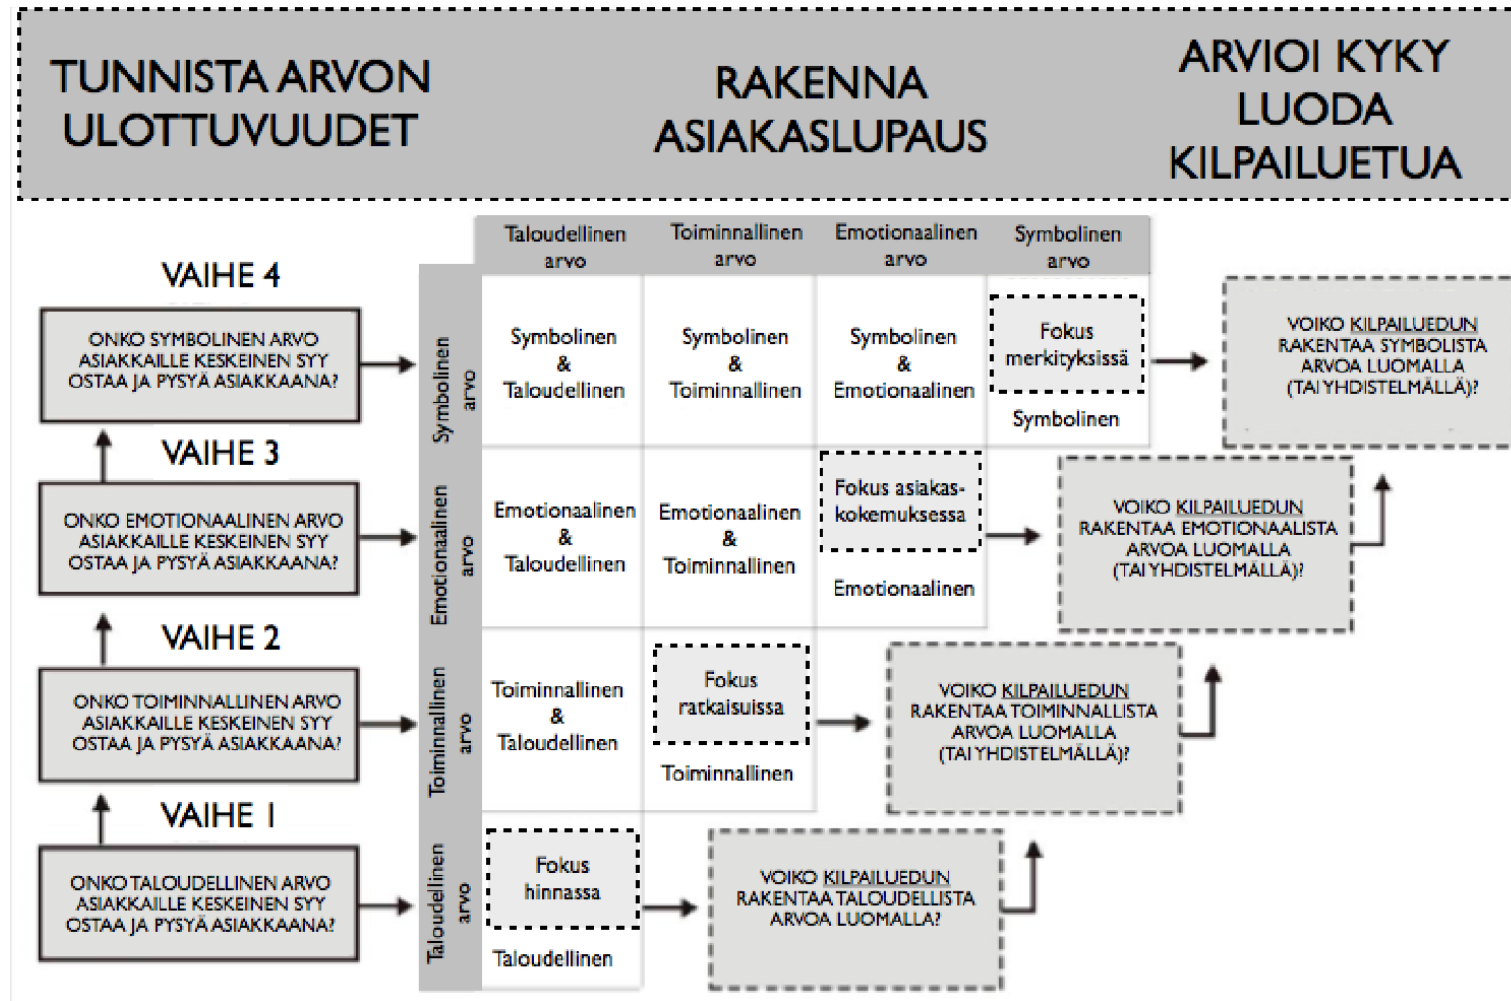 TUNNISTA ARVON
ULOTTUVUUDET
RAKENNA
ASIAKASLUPAUS
ARVIOI KYKY
LUODA
KILPAILUETUA
Taloudellinen
arvo
Toiminnallinen
arvo
Emotionaalinen
arvo
Symbolinen
arvo
VAIHE 4
ONKO SYMBOLINEN ARVO
ASIAKKAILLE KESKEINEN SYY
OSTAA JA PYSYÄ ASIAKKAANA?
Symbolinen
arvo
Symbolinen
&
Taloudellinen
Symbolinen
&
Toiminnallinen
Symbolinen
&
Emotionaalinen
Fokus
merkityksissä
Symbolinen
VOIKO KILPAILUEDUN
RAKENTAA SYMBOLISTA
ARVOA LUOMALLA
(TAI YHDISTELMÄLLÄ)?
VAIHE 3
ONKO EMOTIONAALINEN ARVO
ASIAKKAILLE KESKEINEN SYY
OSTAA JA PYSYÄ ASIAKKAANA?
Emotionaalinen
arvo
Emotionaalinen
&
Taloudellinen
Emotionaalinen
&
Toiminnallinen
Fokus asiakas-
kokemuksessa
Emotionaalinen
VOIKO KILPAILUEDUN
RAKENTAA EMOTIONAALISTA
ARVOA LUOMALLA
(TAI YHDISTELMÄLLÄ)?
VAIHE 2
ONKO TOIMINNALLINEN ARVO
ASIAKKAILLE KESKEINEN SYY
OSTAA JA PYSYÄ ASIAKKAANA?
Toiminnallinen
arvo
Toiminnallinen
&
Taloudellinen
Fokus
ratkaisuissa
Toiminnallinen
VOIKO KILPAILUEDUN
RAKENTAA TOIMINNALLISTA
ARVOA LUOMALLA
(TAI YHDISTELMÄLLÄ)?
VAIHE 1
ONKO TALOUDELLINEN ARVO
ASIAKKAILLE KESKEINEN SYY
OSTAA JA PYSYÄ ASIAKKAANA?
Taloudellinen
arvo
Fokus
hinnassa
Taloudellinen
VOIKO KILPAILUEDUN
RAKENTAA TALOUDELLISTA
ARVOA LUOMALLA?